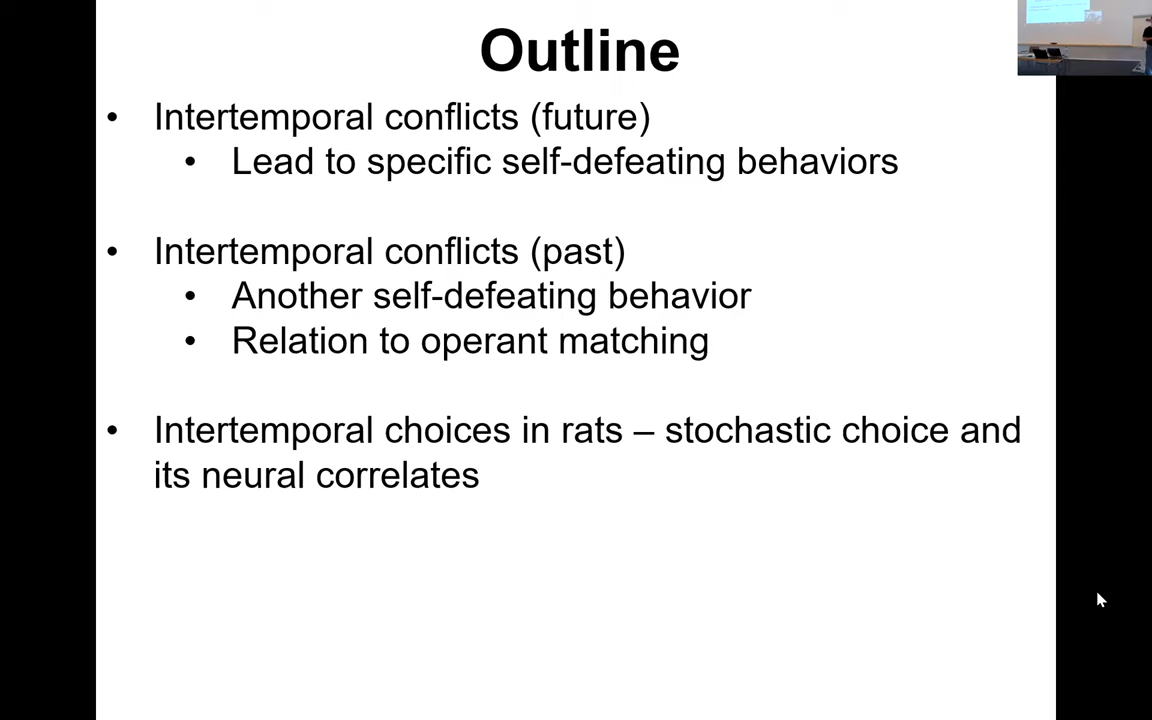 Outline
• Intertemporal conflicts (future)
• Lead to specific self-defeating behaviors
• Intertemporal conflicts (past)
• Another self-defeating behavior
• Relation to operant matching
• Intertemporal choices in rats – stochastic choice and
its neural correlates